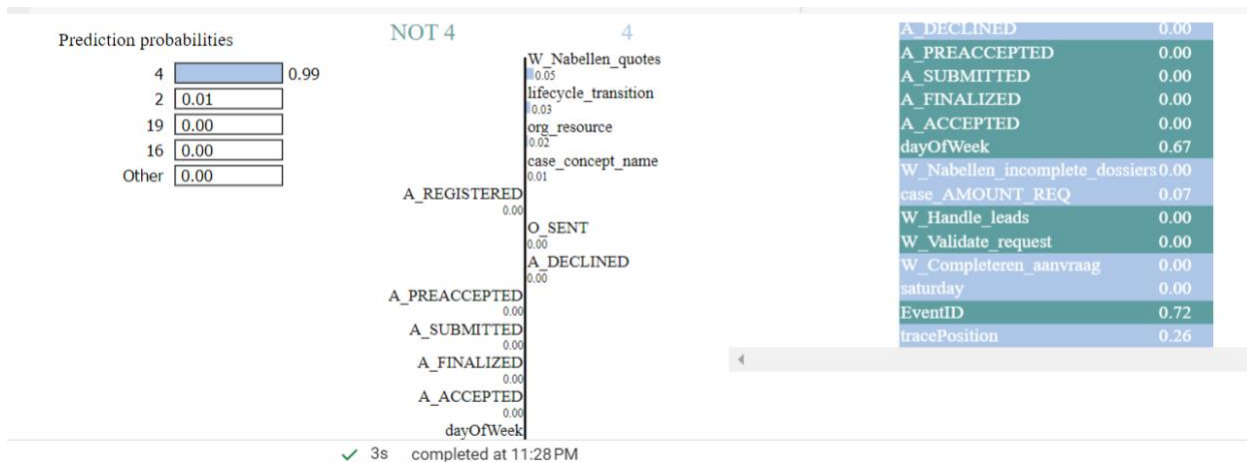 Prediction probabilities
4 0.99
2 0.01
19 0.00
16 0.00
Other 0.00
NOT 4 4
W_Nabellen_quotes
0.05
lifecycle_transition
0.03
org_resource
0.02
case_concept_name
0.01
A_REGISTERED
0.00
O_SENT
0.00
A_DECLINED
0.00
A_PREACCEPTED
0.00
A_SUBMITTED
0.00
A_FINALIZED
0.00
A_ACCEPTED
0.00
dayOfWeek
A_DECLINED 0.00
A_PREACCEPTED 0.00
A_SUBMITTED 0.00
A_FINALIZED 0.00
A_ACCEPTED 0.00
dayOfWeek 0.67
W_Nabellen_incomplete_dossiers 0.00
case_AMOUNT_REQ 0.07
W_Handle_leads 0.00
W_Validate_request 0.00
W_Completeren_aanvraag 0.00
saturday 0.00
EventID 0.72
tracePosition 0.26
3s completed at 11:28 PM